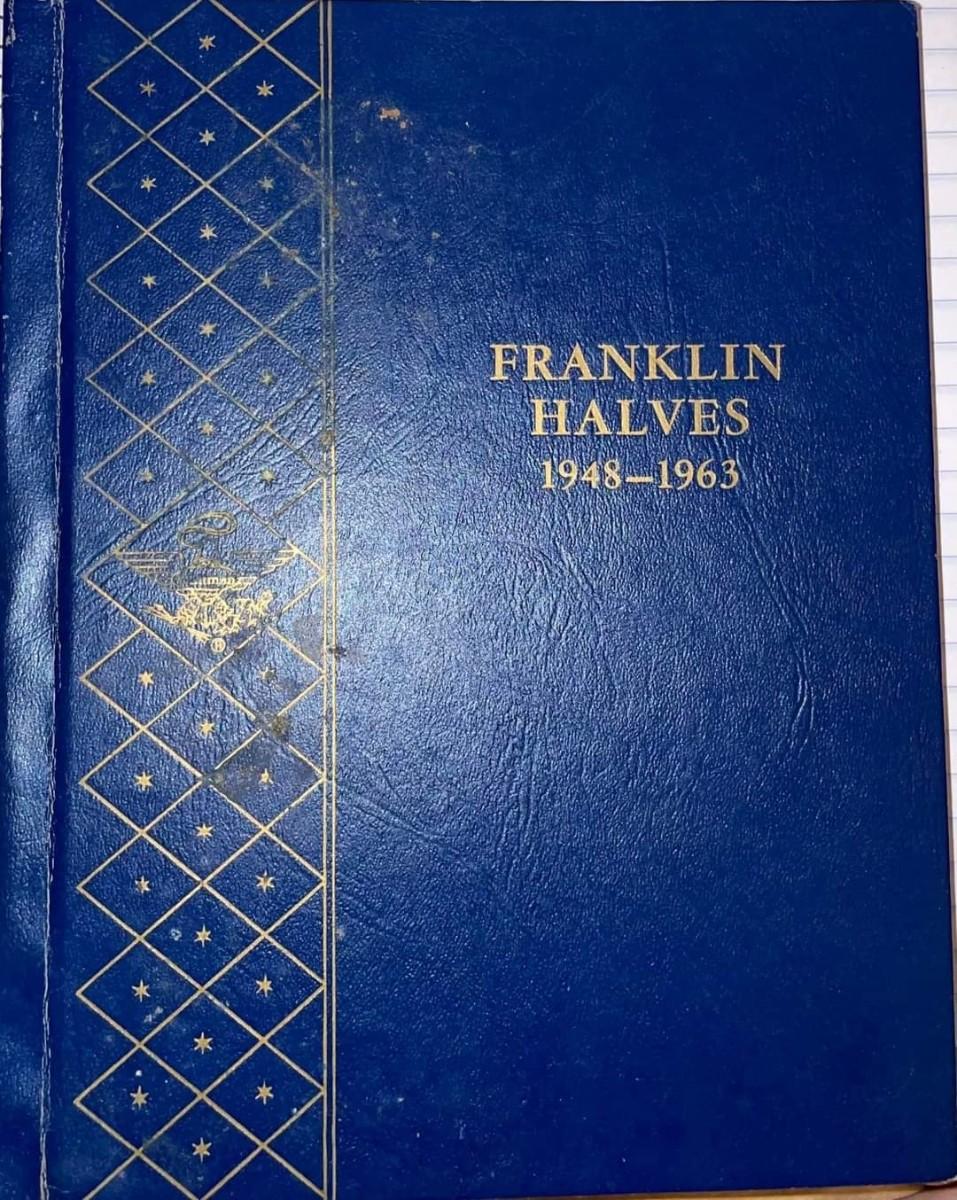 FRANKLIN
HALVES
1948–1963
®